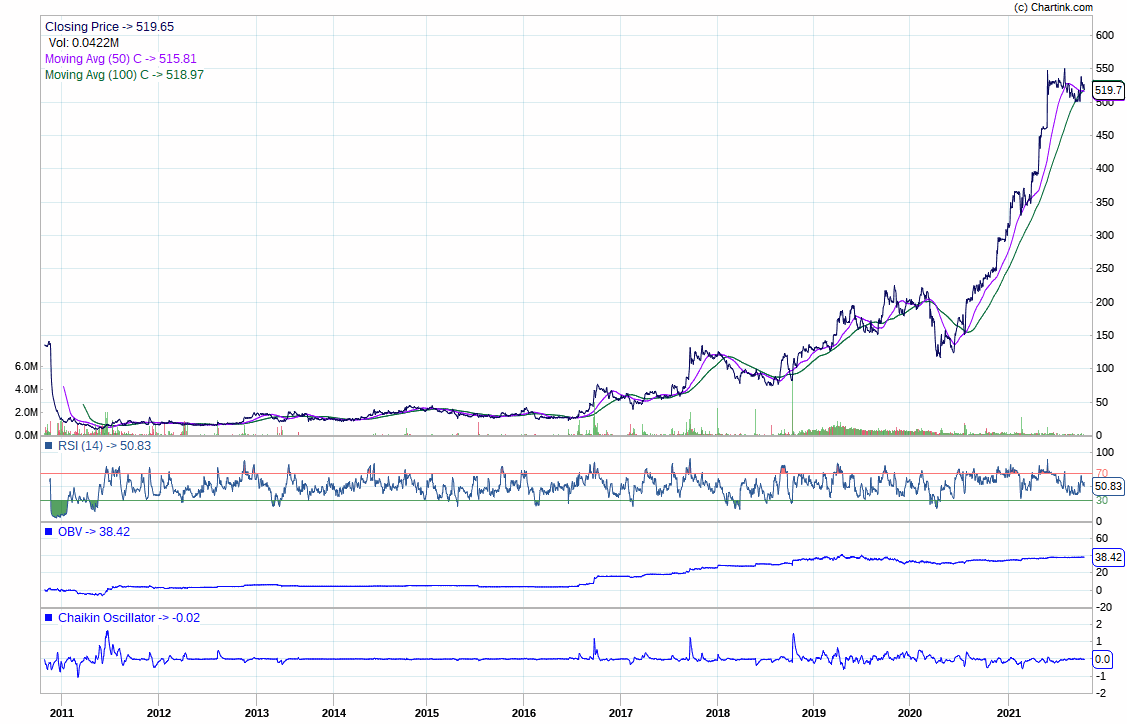 (c) Chartink.com
Closing Price -> 519.65
Vol: 0.0422M
Moving Avg (50) C -> 515.81
Moving Avg (100) C -> 518.97
600
550
519.7
500
450
400
350
300
250
200
150
100
50
0
6.0M
4.0M
2.0M
0.0M
RSI (14) -> 50.83
100
70
50.83
30
0
OBV -> 38.42
60
38.42
20
0
-20
Chaikin Oscillator -> -0.02
2
1
0.0
-1
-2
2011 2012 2013 2014 2015 2016 2017 2018 2019 2020 2021